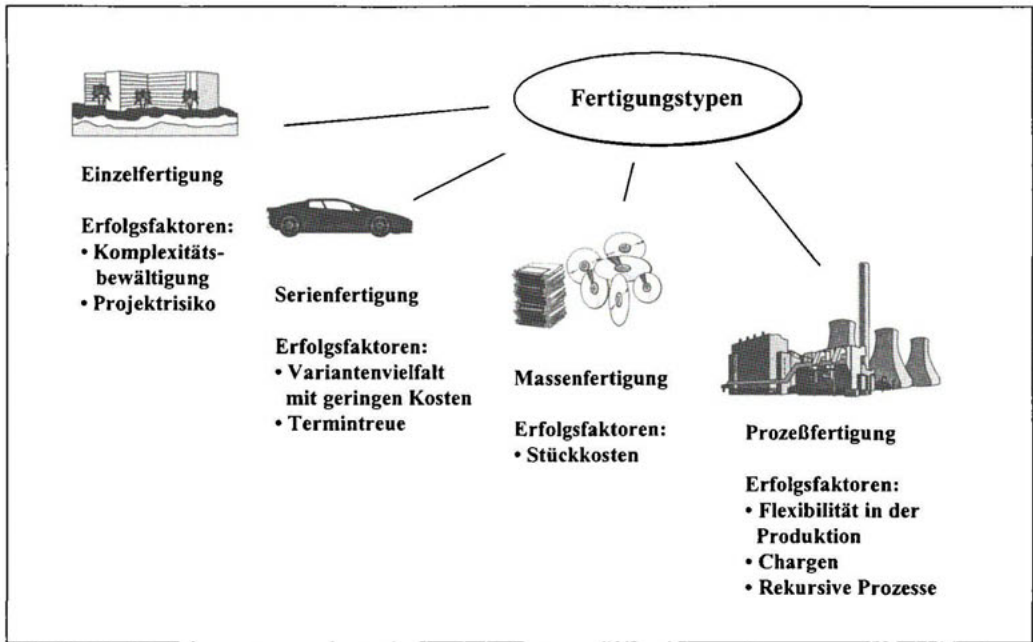 Fertigungstypen
Einzelfertigung
Erfolgsfaktoren:
• Komplexitäts-
bewältigung
• Projektrisiko
Serienfertigung
Erfolgsfaktoren:
• Variantenvielfalt
mit geringen Kosten
• Termintreue
Massenfertigung
Erfolgsfaktoren:
• Stückkosten
Prozeßfertigung
Erfolgsfaktoren:
• Flexibilität in der
Produktion
• Chargen
• Rekursive Prozesse